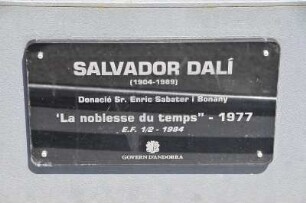 SALVADOR DALÍ
(1904-1989)
Donació Sr. Enric Sabater i Bonany
"La noblesse du temps" - 1977
E.F. 1/2 - 1984
GOVERN D'ANDORRA